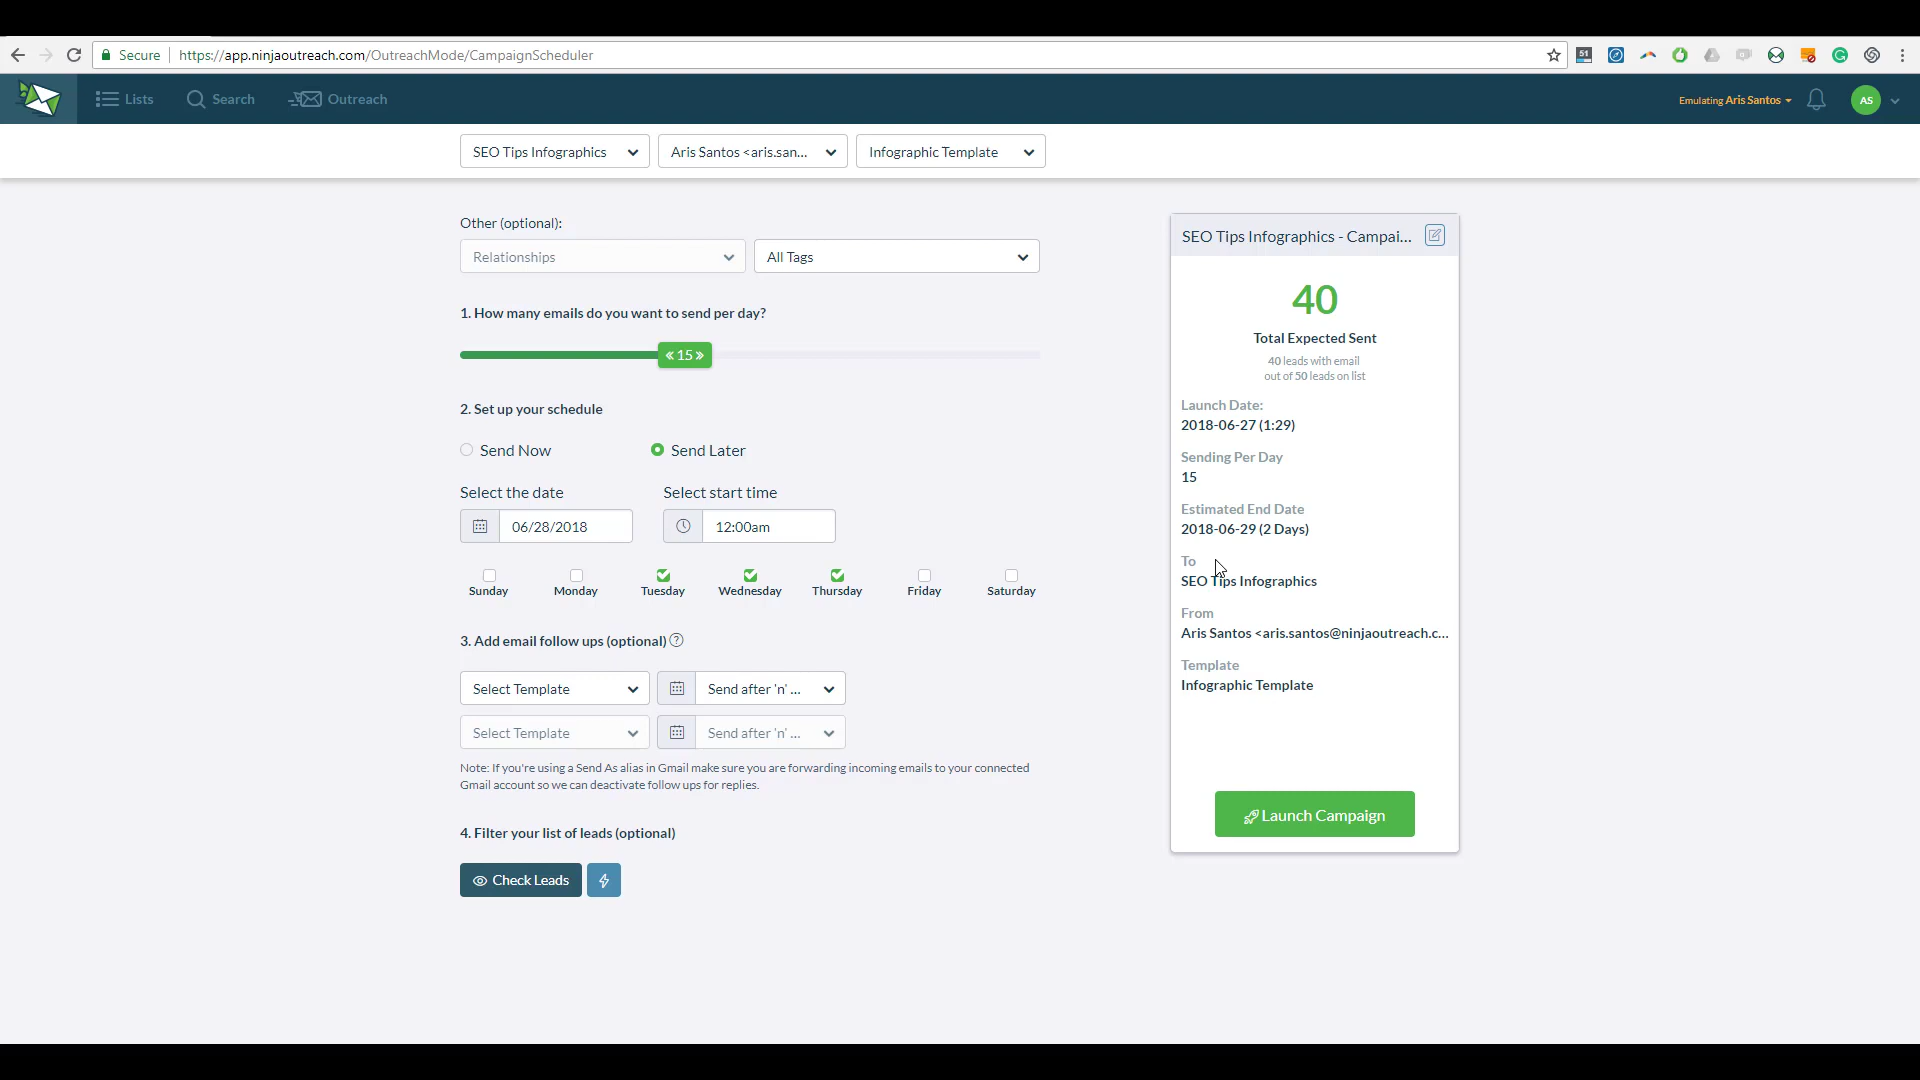 Secure
https://app.ninjaoutreach.com/OutreachMode/CampaignScheduler
51
Lists
Search
Outreach
Emulating Aris Santos
AS
SEO Tips Infographics
Aris Santos <aris.san...
Infographic Template
Other (optional):
Relationships
All Tags
1. How many emails do you want to send per day?
« 15 »
2. Set up your schedule
Send Now
Send Later
Select the date
Select start time
06/28/2018
12:00am
Sunday
Monday
Tuesday
Wednesday
Thursday
Friday
Saturday
3. Add email follow ups (optional) ?
Select Template
Send after 'n' ...
Select Template
Send after 'n' ...
Note: If you're using a Send As alias in Gmail make sure you are forwarding incoming emails to your connected
Gmail account so we can deactivate follow ups for replies.
4. Filter your list of leads (optional)
Check Leads
SEO Tips Infographics - Campai...
40
Total Expected Sent
40 leads with email
out of 50 leads on list
Launch Date:
2018-06-27 (1:29)
Sending Per Day
15
Estimated End Date
2018-06-29 (2 Days)
To
SEO Tips Infographics
From
Aris Santos <aris.santos@ninjaoutreach.c...
Template
Infographic Template
Launch Campaign